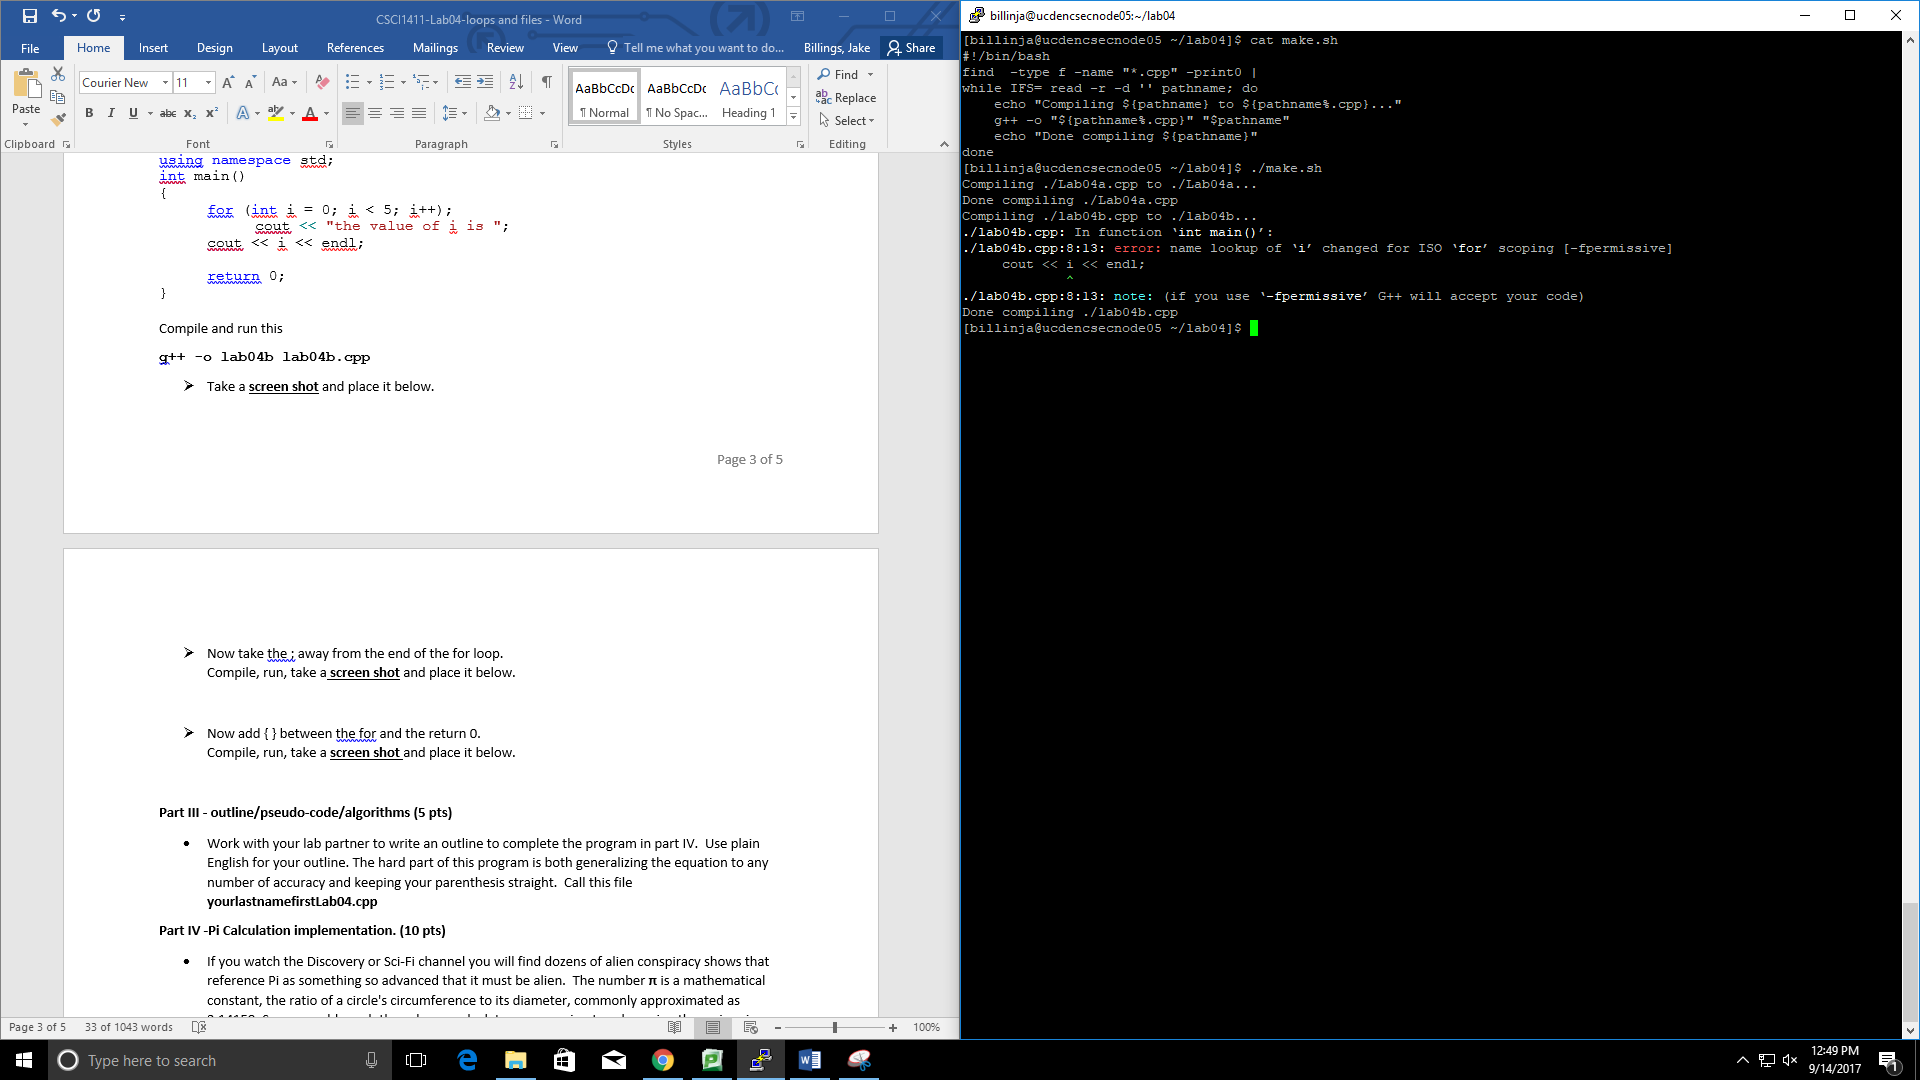 CSCI1411-Lab04-loops and files - Word
File Home Insert Design Layout References Mailings Review View Tell me what you want to do... Billings, Jake Share
Paste
Clipboard
Courier New 11 A A Aa
B I U abc x₂ x² A ab A
Font
Paragraph
AaBbCcDc AaBbCcDc AaBbCc
¶ Normal ¶ No Spac... Heading 1
Styles
Find
Replace
Select
Editing
using namespace std;
int main()
{
for (int i = 0; i < 5; i++);
cout << "the value of i is ";
cout << i << endl;
return 0;
}
Compile and run this
g++ -o lab04b lab04b.cpp
Take a screen shot and place it below.
Page 3 of 5
Now take the ; away from the end of the for loop.
Compile, run, take a screen shot and place it below.
Now add { } between the for and the return 0.
Compile, run, take a screen shot and place it below.
Part III - outline/pseudo-code/algorithms (5 pts)
Work with your lab partner to write an outline to complete the program in part IV. Use plain
English for your outline. The hard part of this program is both generalizing the equation to any
number of accuracy and keeping your parenthesis straight. Call this file
yourlastnamefirstLab04.cpp
Part IV -Pi Calculation implementation. (10 pts)
If you watch the Discovery or Sci-Fi channel you will find dozens of alien conspiracy shows that
reference Pi as something so advanced that it must be alien. The number π is a mathematical
constant, the ratio of a circle's circumference to its diameter, commonly approximated as
Page 3 of 5 33 of 1043 words 100%
billinja@ucdencsecnode05:~/lab04
[billinja@ucdencsecnode05 ~/lab04]$ cat make.sh
#!/bin/bash
find  -type f -name "*.cpp" -print0 |
while IFS= read -r -d '' pathname; do
    echo "Compiling ${pathname} to ${pathname%.cpp}..."
    g++ -o "${pathname%.cpp}" "$pathname"
    echo "Done compiling ${pathname}"
done
[billinja@ucdencsecnode05 ~/lab04]$ ./make.sh
Compiling ./Lab04a.cpp to ./Lab04a...
Done compiling ./Lab04a.cpp
Compiling ./lab04b.cpp to ./lab04b...
./lab04b.cpp: In function ‘int main()’:
./lab04b.cpp:8:13: error: name lookup of ‘i’ changed for ISO ‘for’ scoping [-fpermissive]
     cout << i << endl;
             ^
./lab04b.cpp:8:13: note: (if you use ‘-fpermissive’ G++ will accept your code)
Done compiling ./lab04b.cpp
[billinja@ucdencsecnode05 ~/lab04]$
Type here to search
12:49 PM
9/14/2017
1